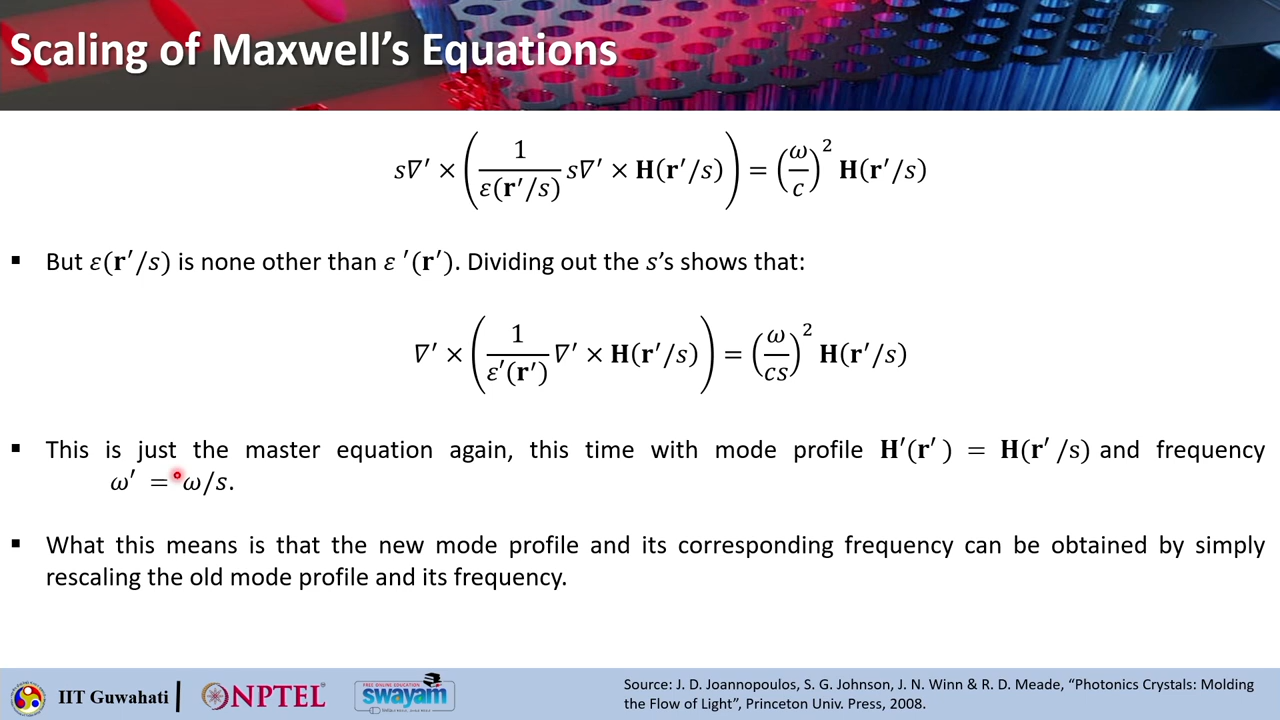 Scaling of Maxwell's Equations
s∇′ × (1/ε(𝐫′/s) s∇′ × 𝐇(𝐫′/s)) = (ω/c)² 𝐇(𝐫′/s)
▪ But ε(𝐫′/s) is none other than ε ′(𝐫′). Dividing out the s's shows that:
∇′ × (1/ε′(𝐫′) ∇′ × 𝐇(𝐫′/s)) = (ω/cs)² 𝐇(𝐫′/s)
▪ This is just the master equation again, this time with mode profile 𝐇′(𝐫′ ) = 𝐇(𝐫′ /s) and frequency
ω′ = ω/s.
▪ What this means is that the new mode profile and its corresponding frequency can be obtained by simply
rescaling the old mode profile and its frequency.
IIT Guwahati
NPTEL
FREE ONLINE EDUCATION
swayam
Source: J. D. Joannopoulos, S. G. Johnson, J. N. Winn & R. D. Meade, “Photonics Crystals: Molding
the Flow of Light”, Princeton Univ. Press, 2008.